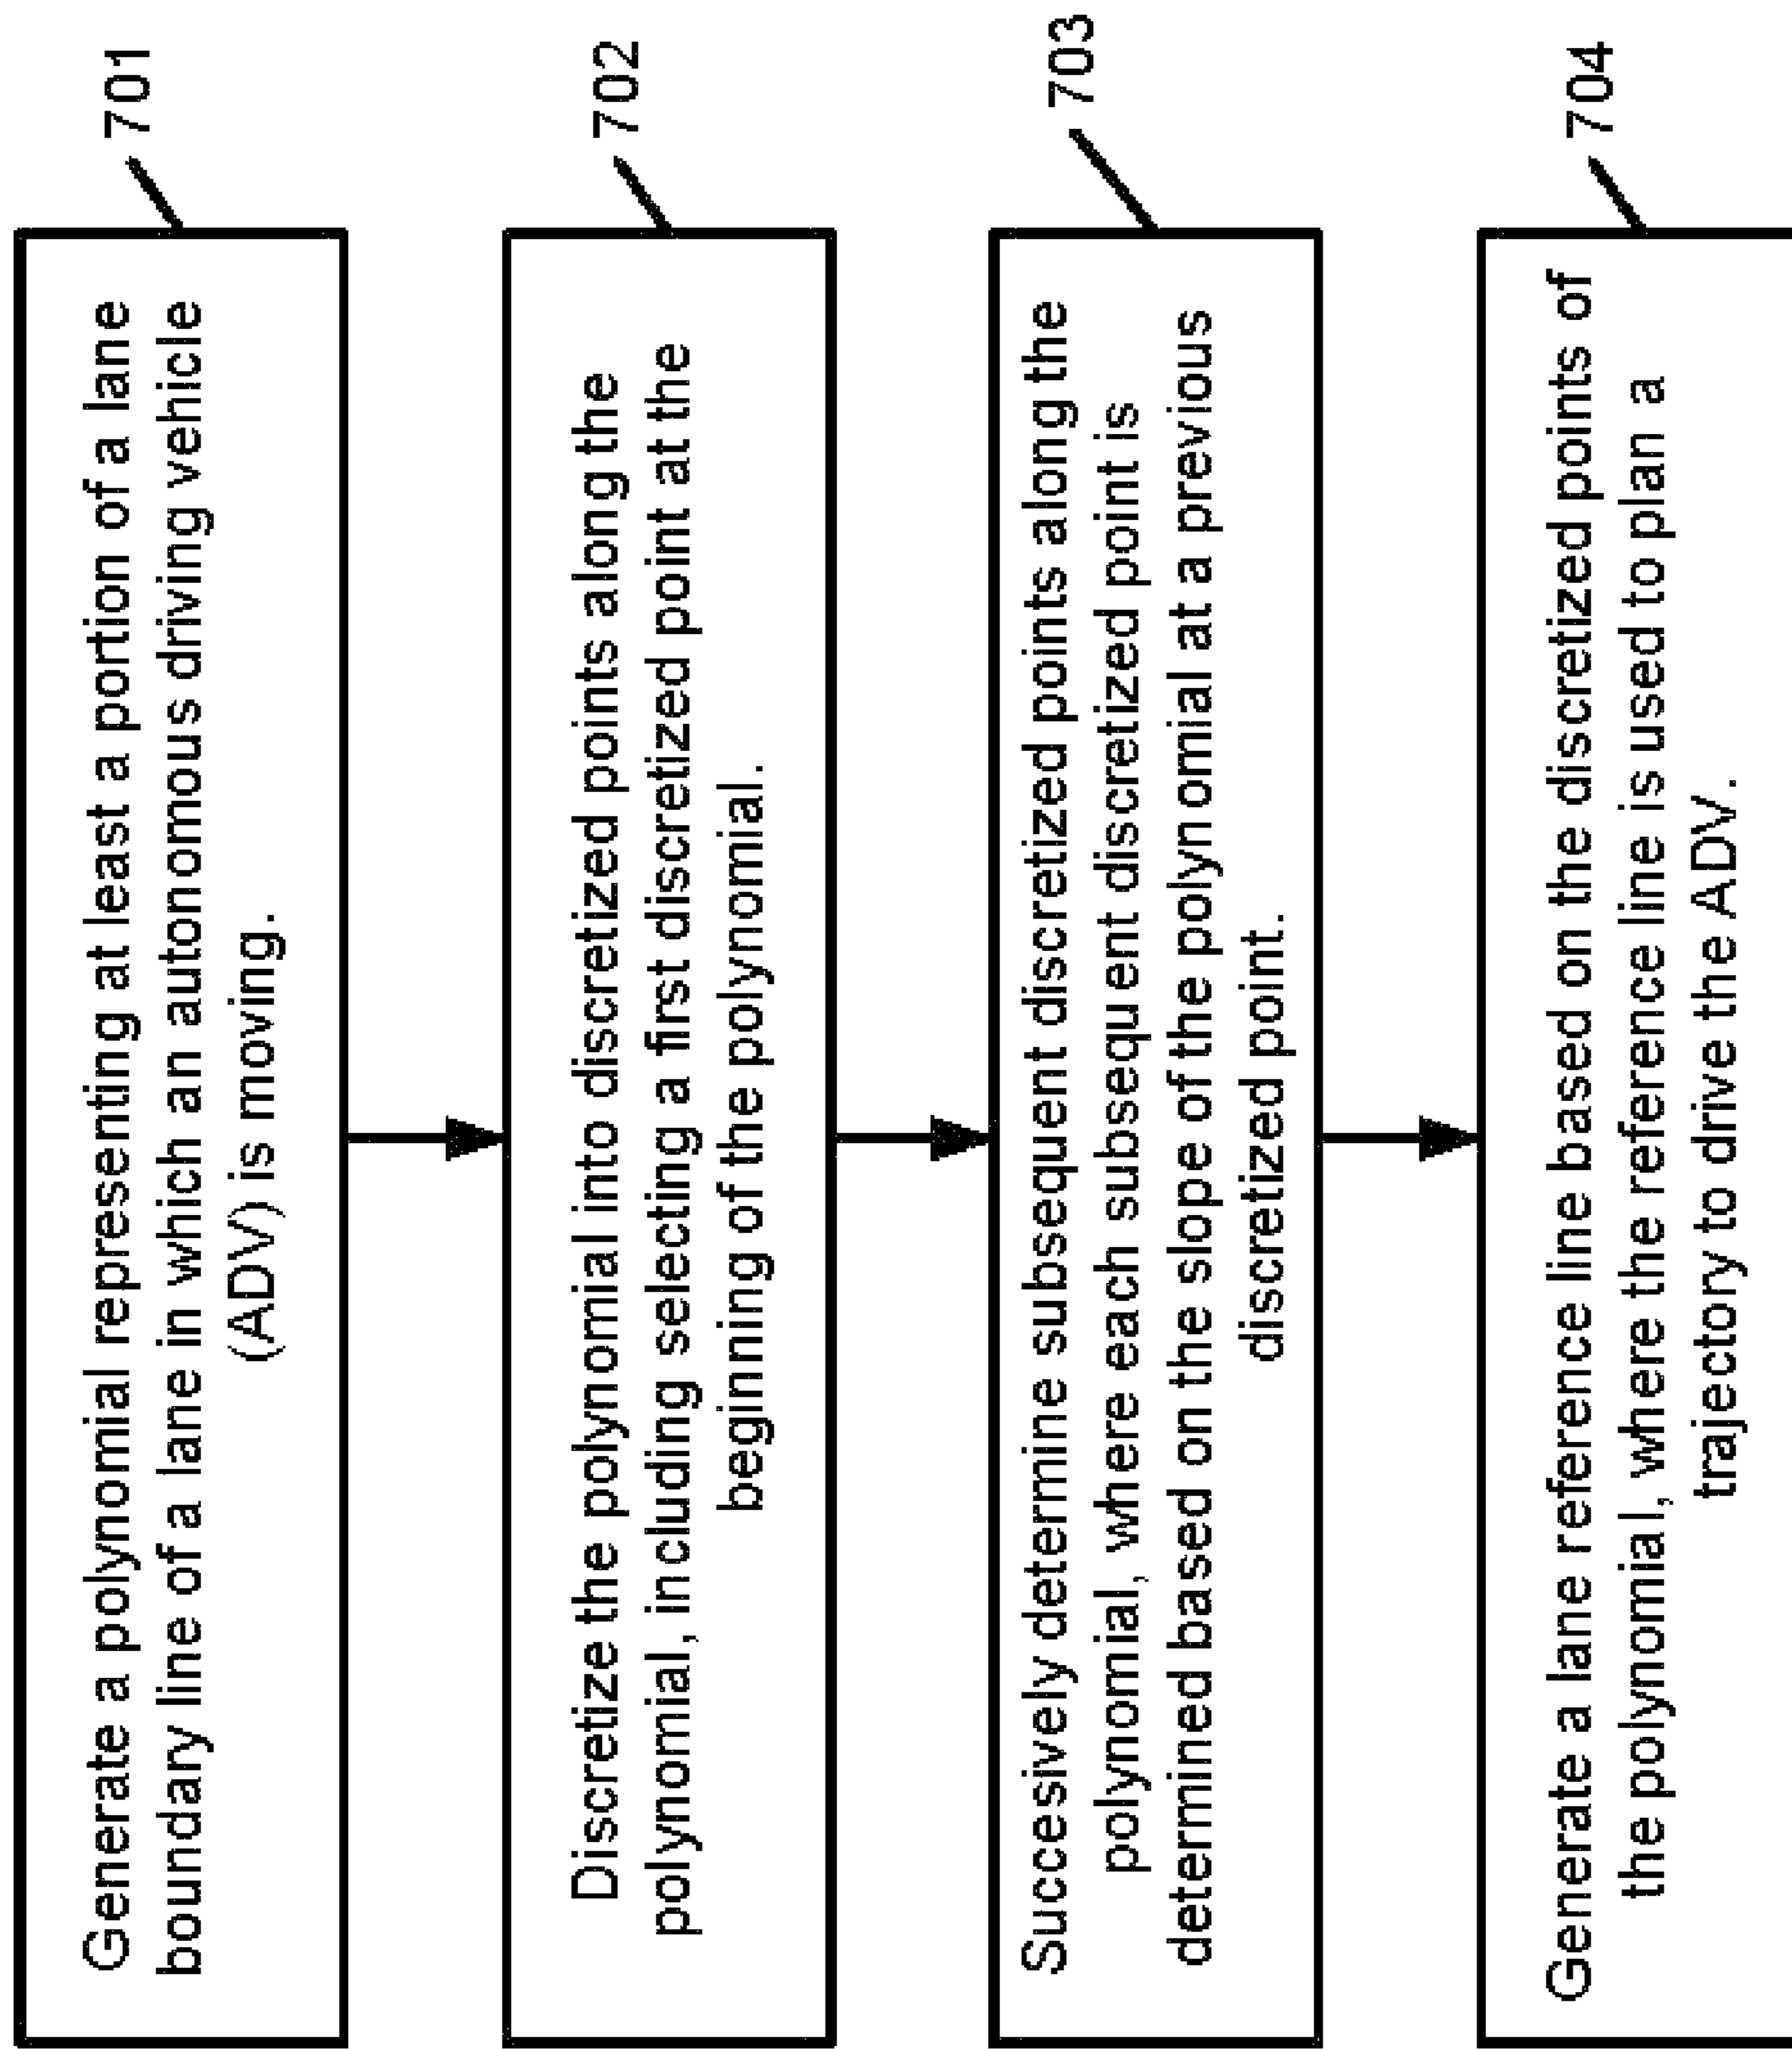 Generate a polynomial representing at least a portion of a lane
boundary line of a lane in which an autonomous driving vehicle
(ADV) is moving.
701
Discretize the polynomial into discretized points along the
polynomial, including selecting a first discretized point at the
beginning of the polynomial.
702
Succesively determine subsequent discretized points along the
polynomial, where each subsequent discretized point is
determined based on the slope of the polynomial at a previous
discretized point.
703
Generate a lane reference line based on the discretized points of
the polynomial, where the reference line is used to plan a
trajectory to drive the ADV.
704